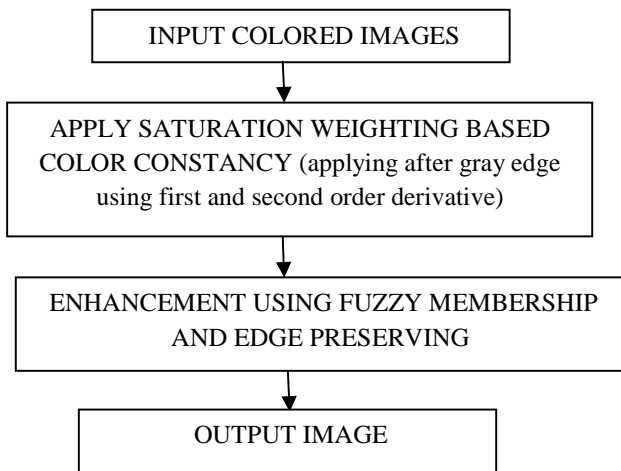 INPUT COLORED IMAGES
APPLY SATURATION WEIGHTING BASED
COLOR CONSTANCY (applying after gray edge
using first and second order derivative)
ENHANCEMENT USING FUZZY MEMBERSHIP
AND EDGE PRESERVING
OUTPUT IMAGE